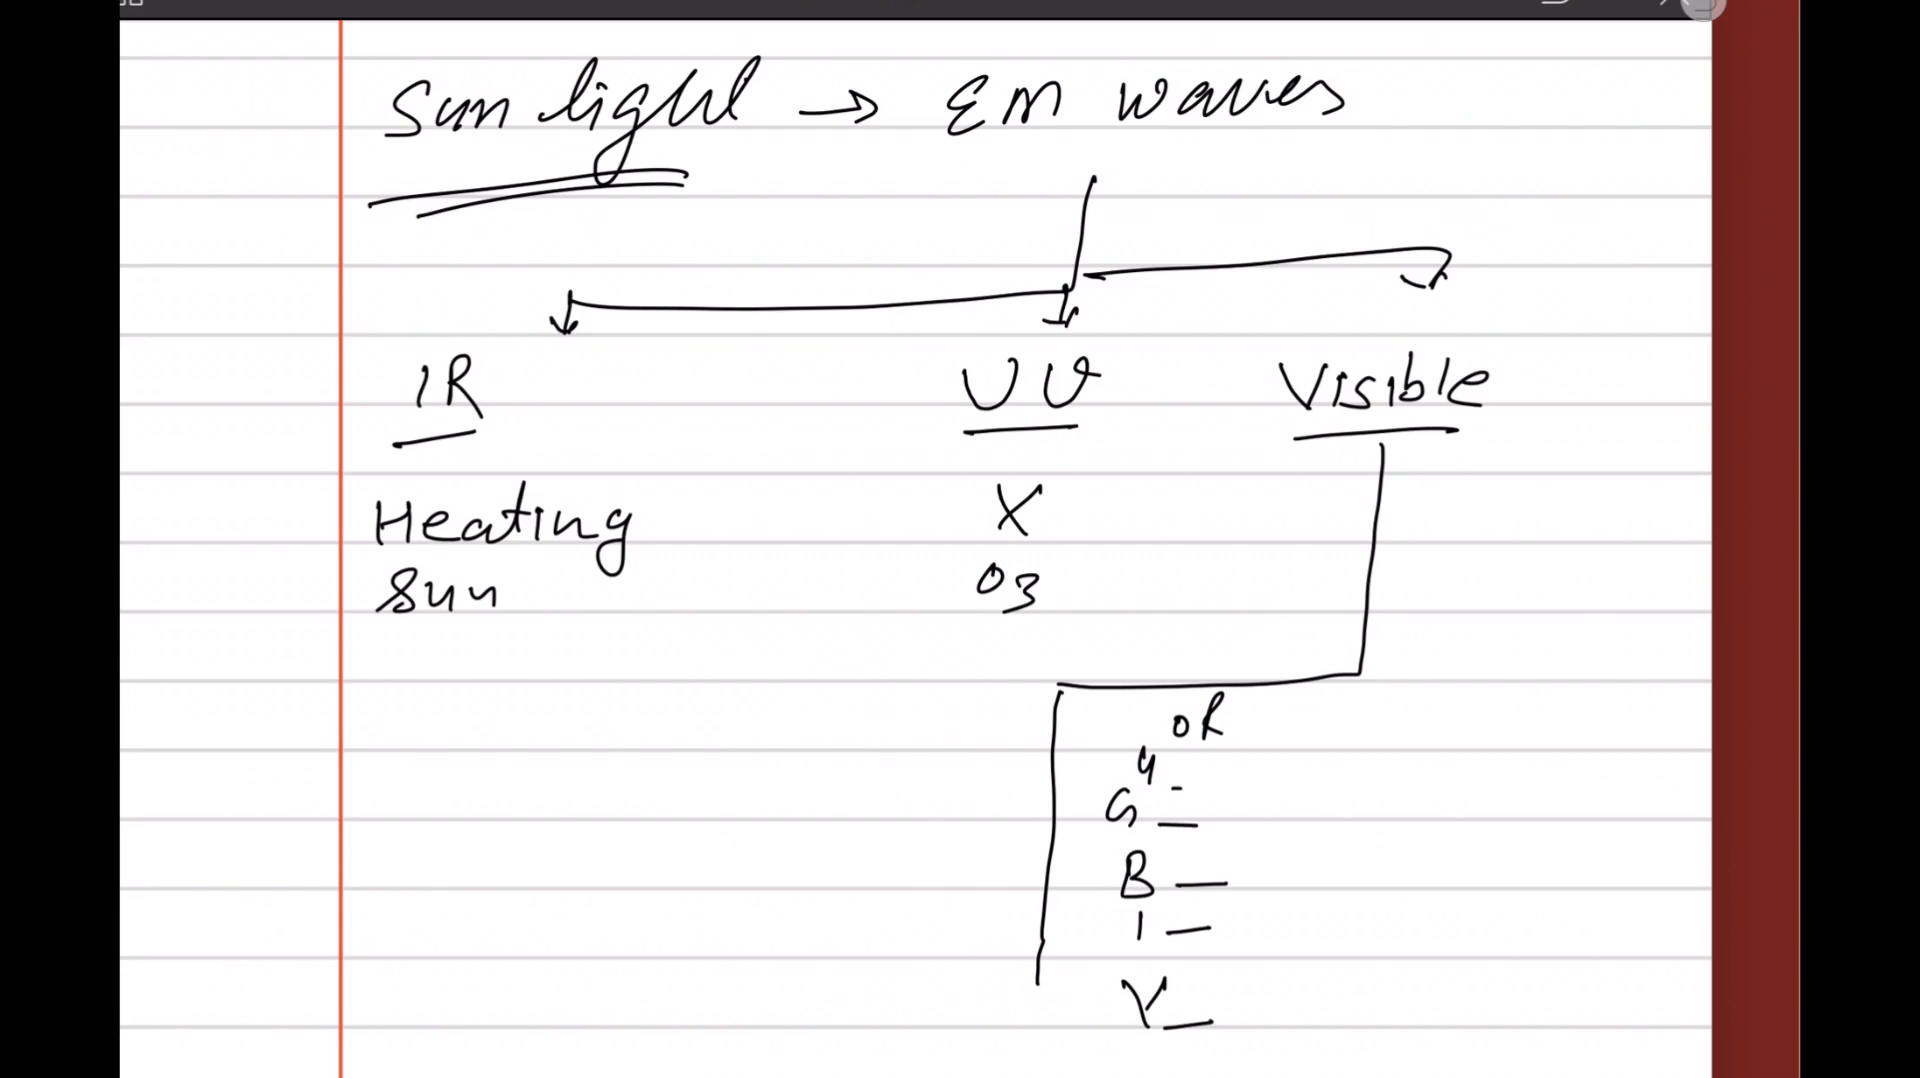 Sun light → EM waves
IR UV Visible
Heating X
Sun O3
OR
Y -
G —
B —
I —
V —